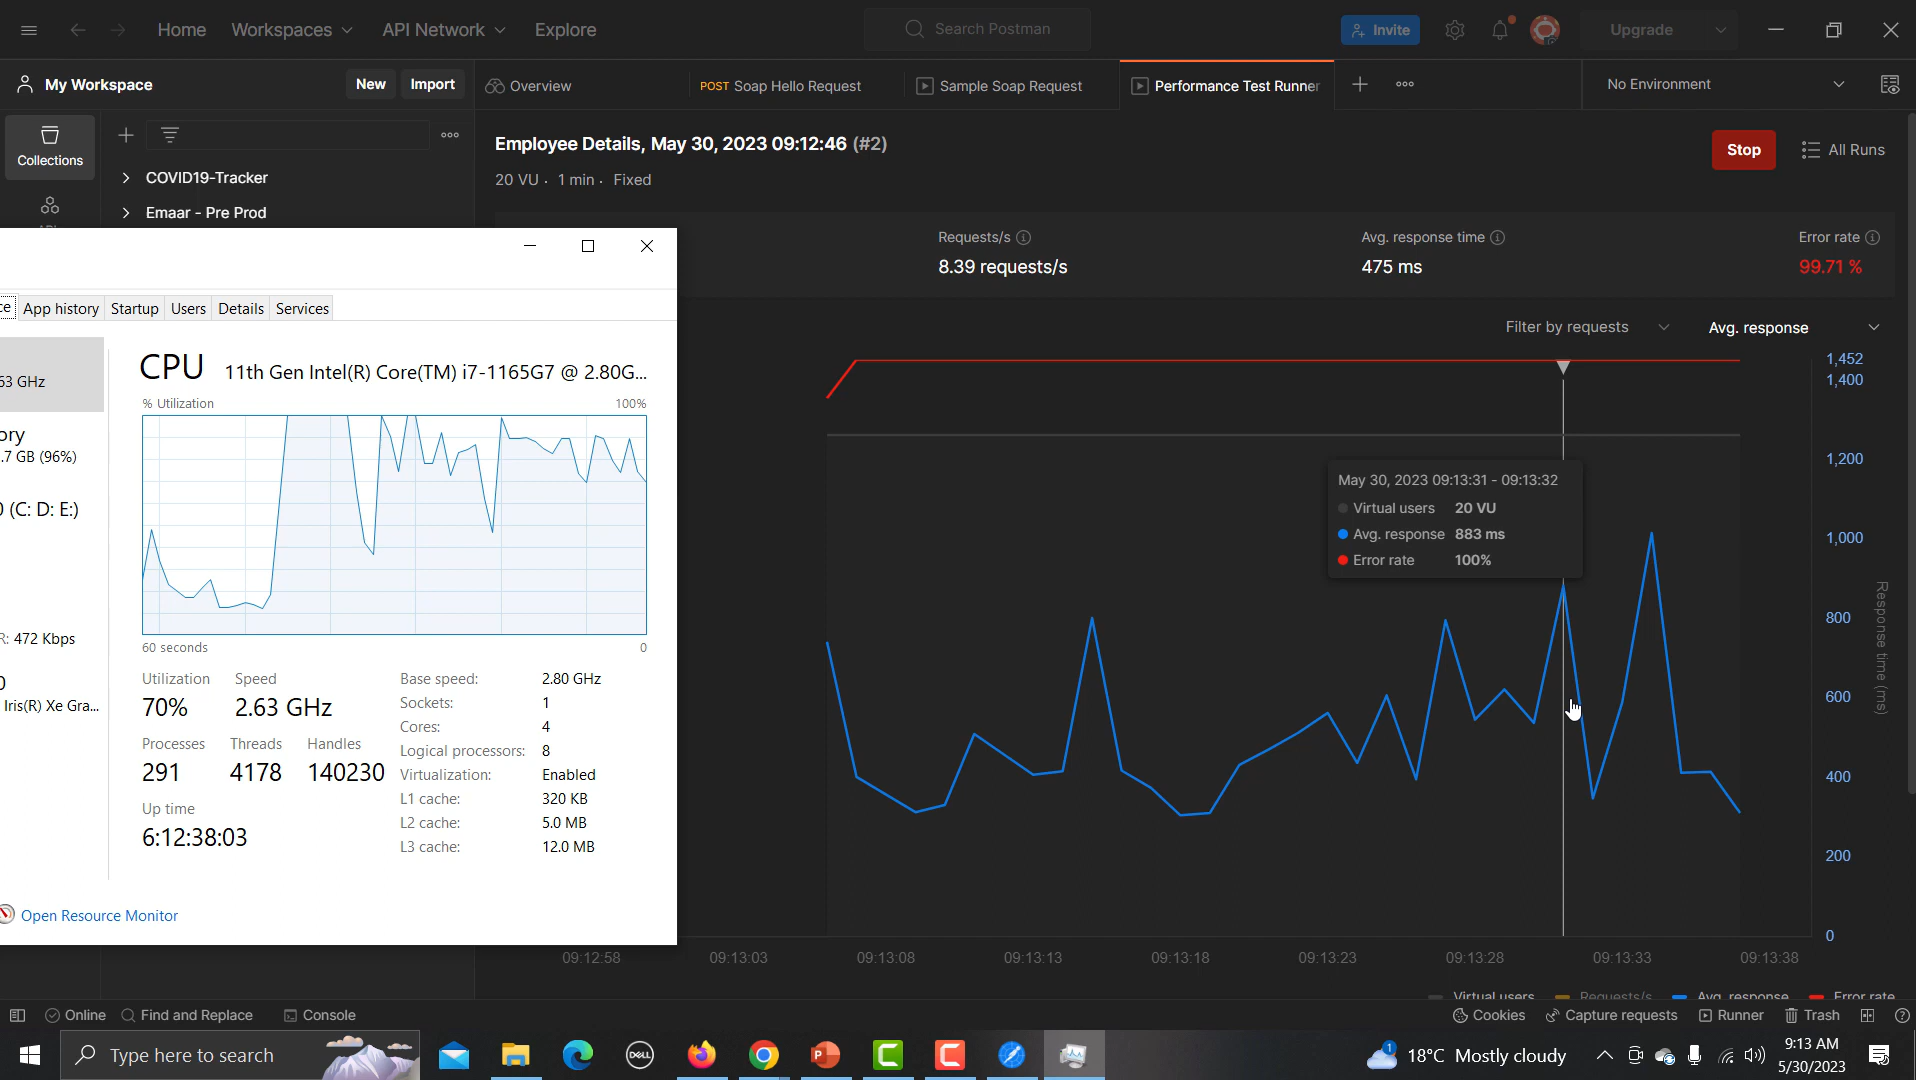 Home
Workspaces
API Network
Explore
Search Postman
Invite
Upgrade
My Workspace
New
Import
Overview
POST Soap Hello Request
Sample Soap Request
Performance Test Runner
No Environment
Collections
COVID19-Tracker
Emaar - Pre Prod
Employee Details, May 30, 2023 09:12:46 (#2)
20 VU · 1 min · Fixed
Stop
All Runs
Requests/s
8.39 requests/s
Avg. response time
475 ms
Error rate
99.71 %
Filter by requests
Avg. response
App history
Startup
Users
Details
Services
63 GHz
ory
.7 GB (96%)
0 (C: D: E:)
R: 472 Kbps
0
Iris(R) Xe Gra...
CPU
11th Gen Intel(R) Core(TM) i7-1165G7 @ 2.80G...
% Utilization
100%
60 seconds
0
Utilization
70%
Speed
2.63 GHz
Processes
291
Threads
4178
Handles
140230
Up time
6:12:38:03
Base speed: 2.80 GHz
Sockets: 1
Cores: 4
Logical processors: 8
Virtualization: Enabled
L1 cache: 320 KB
L2 cache: 5.0 MB
L3 cache: 12.0 MB
Open Resource Monitor
May 30, 2023 09:13:31 - 09:13:32
Virtual users 20 VU
Avg. response 883 ms
Error rate 100%
1,452
1,400
1,200
1,000
800
600
400
200
0
Response time (ms)
09:12:58
09:13:03
09:13:08
09:13:13
09:13:18
09:13:23
09:13:28
09:13:33
09:13:38
Virtual users
Requests/s
Avg. response
Error rate
Online
Find and Replace
Console
Cookies
Capture requests
Runner
Trash
Type here to search
DELL
1
18°C Mostly cloudy
9:13 AM
5/30/2023